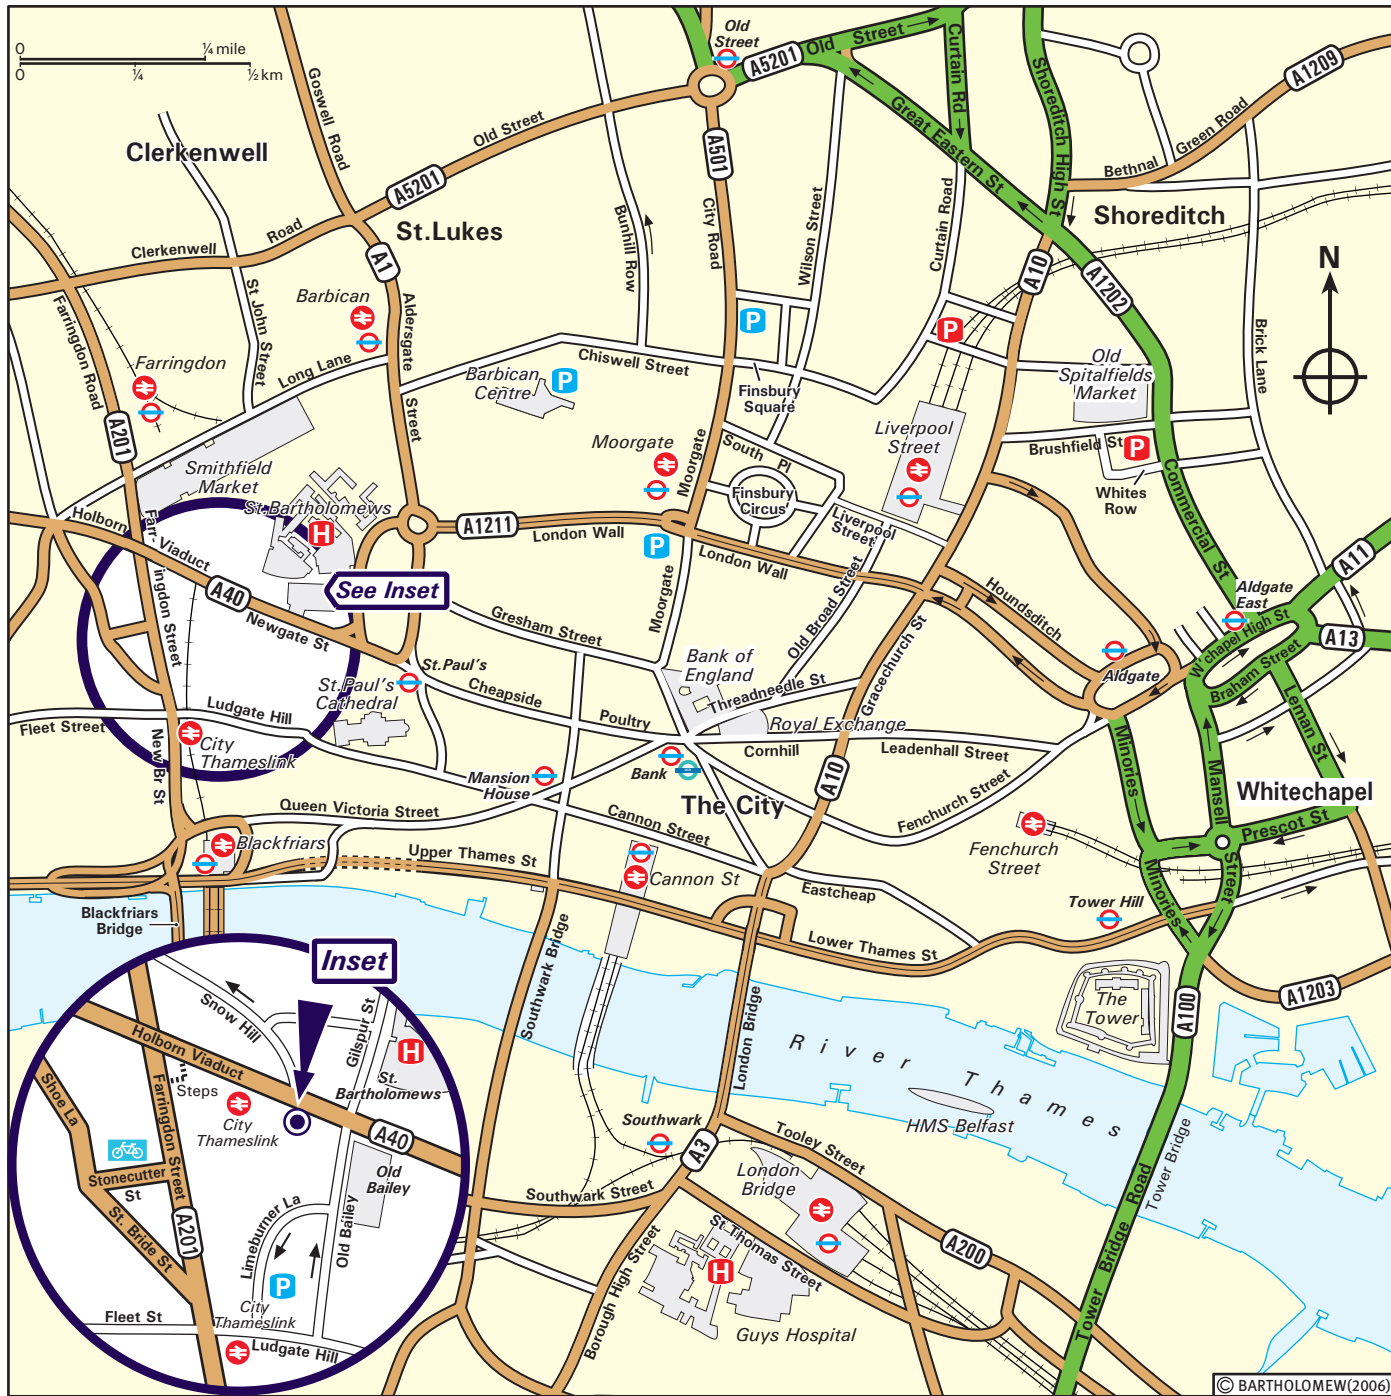 0 ¼ mile
0 ¼ ½ km
Clerkenwell
Goswell Road
Old Street
A5201
St.Lukes
Clerkenwell Road
A1
Old
Street
A5201
Old Street
Curtain Rd
Shoreditch High St
A1209
Bethnal Green Road
Great Eastern St
A501
City Road
Bunhill Row
Wilson Street
Curtain Road
Shoreditch
A10
A1202
N
Brick Lane
Farringdon Road
Farringdon
A201
St John Street
Long Lane
Barbican
Aldersgate Street
Barbican
Centre
P
Chiswell Street
P
Finsbury
Square
P
Old
Spitalfields
Market
Brushfield St
P
Whites
Row
Commercial St
Liverpool
Street
Moorgate
Moorgate
South Pl
Finsbury
Circus
Liverpool
Street
Smithfield
Market
St.Bartholomews
H
Holborn Viaduct
Farr-
ingdon Street
A40
Newgate St
See Inset
A1211
London Wall
P
London Wall
Moorgate
Gresham Street
Old Broad Street
Houndsditch
Gracechurch St
Aldgate
East
A11
A13
W'chapel High St
Braham Street
Aldgate
Leman St
Bank of
England
Threadneedle St
Royal Exchange
St.Paul's
St.Paul's
Cathedral
Cheapside
Poultry
Cornhill
Leadenhall Street
Fleet Street
Ludgate Hill
City
Thameslink
New Br St
Mansion
House
Bank
The City
A10
Fenchurch Street
Fenchurch
Street
Minories
Mansell Street
Whitechapel
Prescot St
Minories
Queen Victoria Street
Cannon Street
Blackfriars
Upper Thames St
Cannon St
Eastcheap
Tower Hill
Lower Thames St
Blackfriars
Bridge
Southwark Bridge
London Bridge
The
Tower
A100
A1203
River Thames
HMS Belfast
Tower Bridge
Tower Bridge Road
Southwark
A3
Tooley Street
London
Bridge
Southwark Street
St Thomas Street
A200
H
Guys Hospital
Borough High Street
Inset
Snow Hill
Holborn Viaduct
Gilspur St
H
St.
Bartholomews
Shoe La
Steps
Farringdon Street
City
Thameslink
A40
Stonecutter
St
Old
Bailey
St. Bride St
A201
Limeburner La
Old Bailey
P
City
Thameslink
Fleet St
Ludgate Hill
© BARTHOLOMEW(2006)